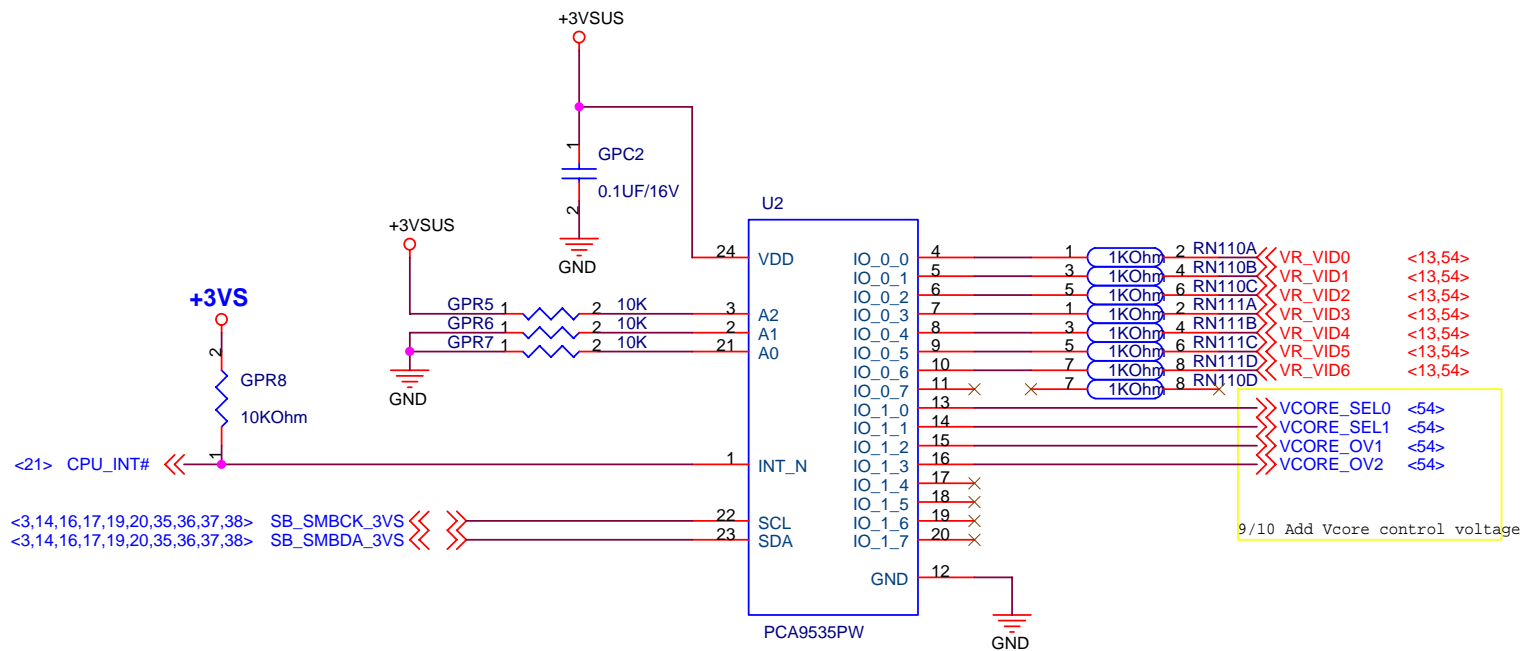 +3VSUS
1
GPC2
0.1UF/16V
2
GND
U2
+3VSUS
24 VDD
IO_0_0 4 1 1KOhm 2 RN110A VR_VID0 <13,54>
IO_0_1 5 3 1KOhm 4 RN110B VR_VID1 <13,54>
IO_0_2 6 5 1KOhm 6 RN110C VR_VID2 <13,54>
GPR5 1 2 10K 3 A2 IO_0_3 7 1 1KOhm 2 RN111A VR_VID3 <13,54>
GPR6 1 2 10K 2 A1 IO_0_4 8 3 1KOhm 4 RN111B VR_VID4 <13,54>
GPR7 1 2 10K 21 A0 IO_0_5 9 5 1KOhm 6 RN111C VR_VID5 <13,54>
IO_0_6 10 7 1KOhm 8 RN111D VR_VID6 <13,54>
IO_0_7 11 7 1KOhm 8 RN110D
GND
+3VS
2
GPR8
10KOhm
1
IO_1_0 13 VCORE_SEL0 <54>
IO_1_1 14 VCORE_SEL1 <54>
IO_1_2 15 VCORE_OV1 <54>
IO_1_3 16 VCORE_OV2 <54>
<21> CPU_INT# 1 INT_N
IO_1_4 17
IO_1_5 18
<3,14,16,17,19,20,35,36,37,38> SB_SMBCK_3VS 22 SCL IO_1_6 19
<3,14,16,17,19,20,35,36,37,38> SB_SMBDA_3VS 23 SDA IO_1_7 20
9/10 Add Vcore control voltage
GND 12
GND
PCA9535PW